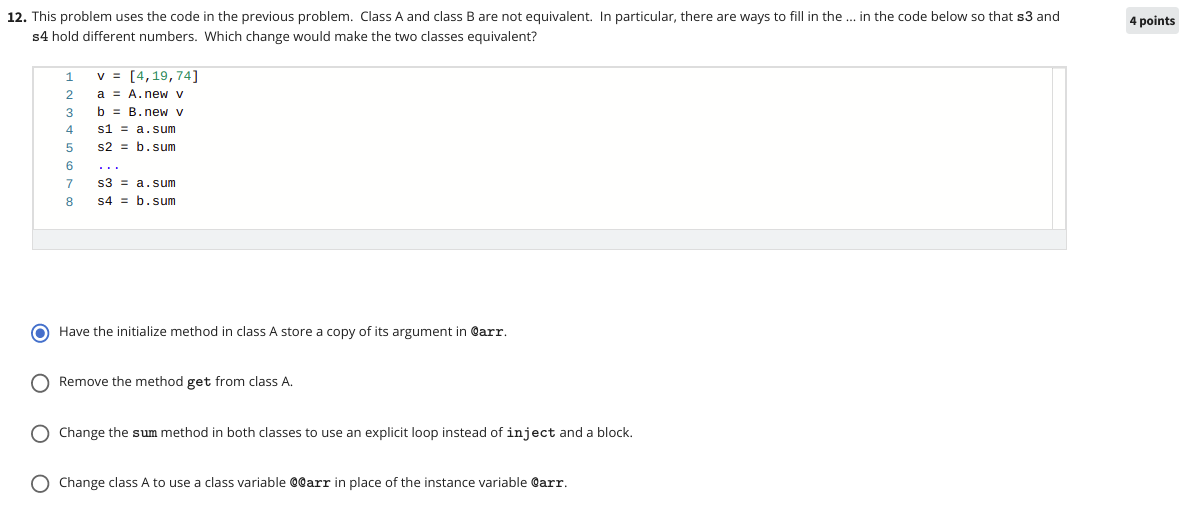 12. This problem uses the code in the previous problem. Class A and class B are not equivalent. In particular, there are ways to fill in the ... in the code below so that s3 and
s4 hold different numbers. Which change would make the two classes equivalent?
4 points
1 v = [4,19,74]
2 a = A.new v
3 b = B.new v
4 s1 = a.sum
5 s2 = b.sum
6 ...
7 s3 = a.sum
8 s4 = b.sum
Have the initialize method in class A store a copy of its argument in @arr.
Remove the method get from class A.
Change the sum method in both classes to use an explicit loop instead of inject and a block.
Change class A to use a class variable @@arr in place of the instance variable @arr.